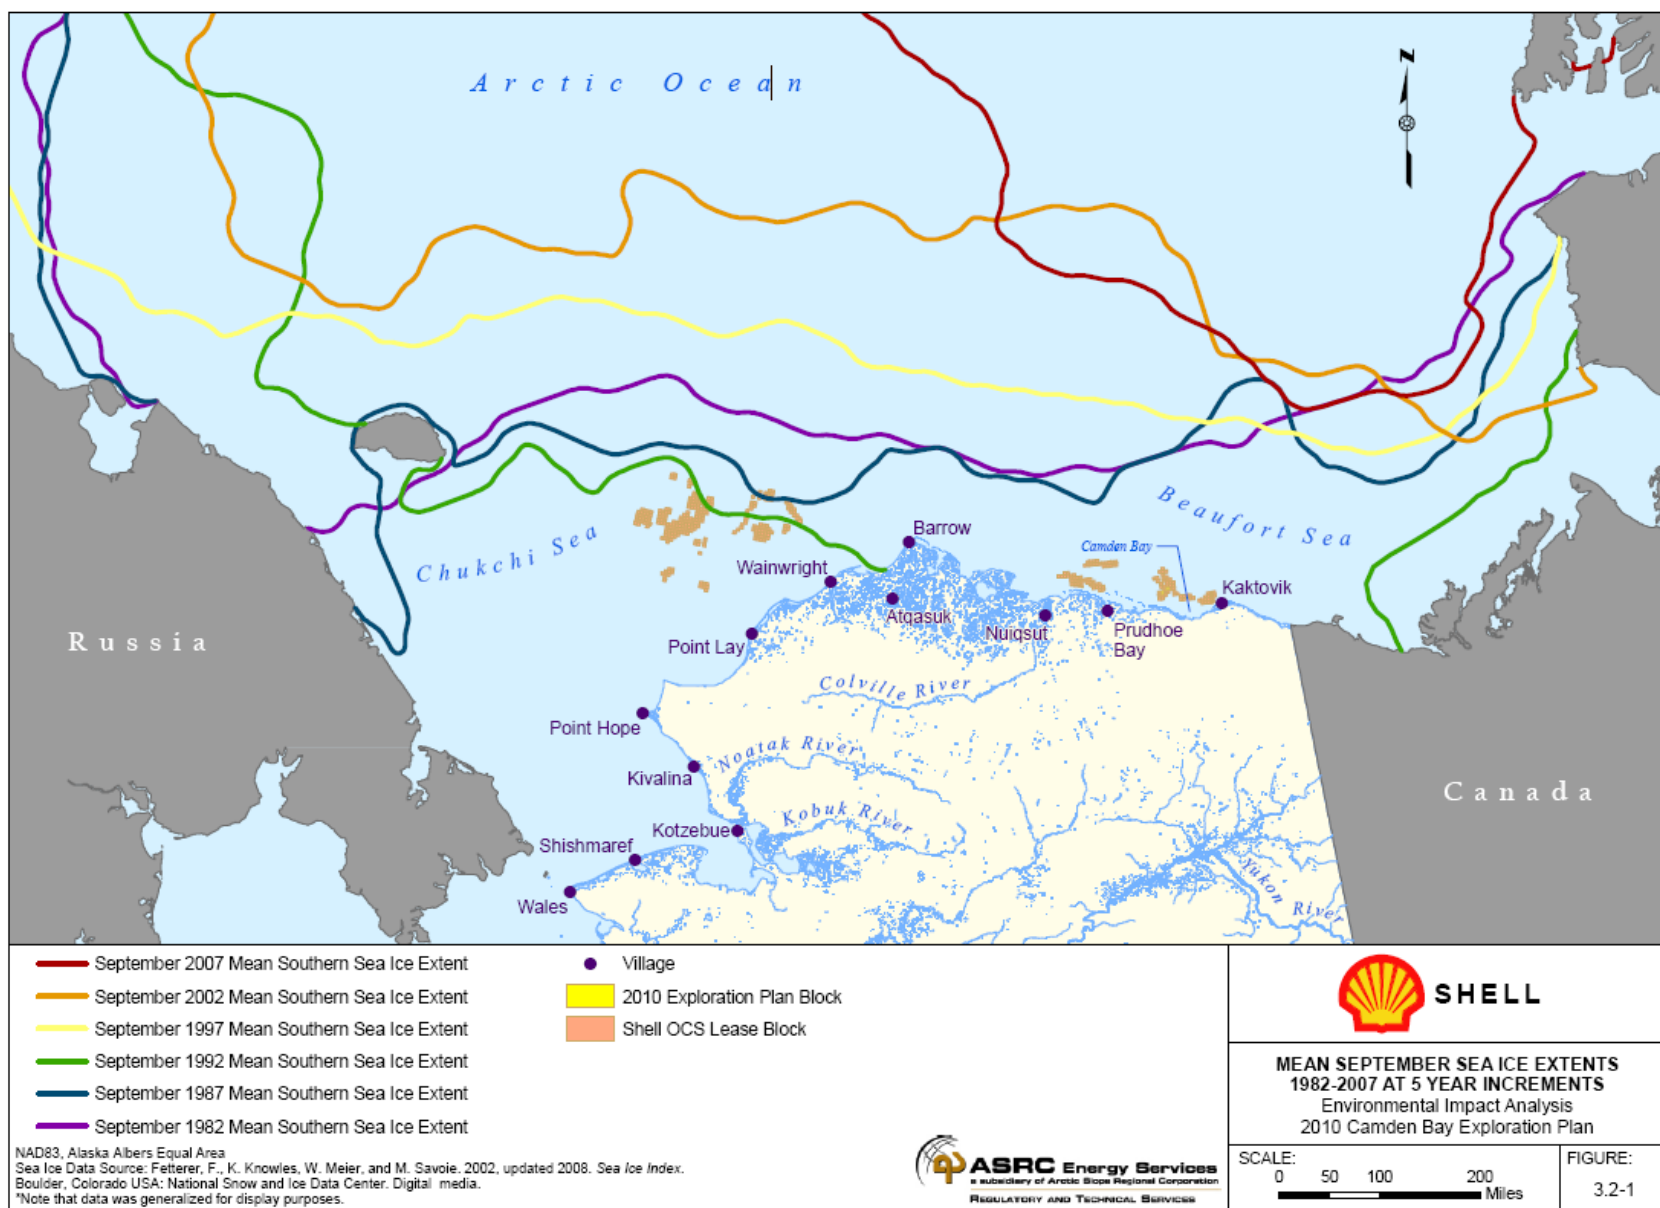 Arctic Ocean
N
Beaufort Sea
Chukchi Sea
Barrow
Camden Bay
Wainwright
Kaktovik
Atqasuk
Russia
Point Lay
Nuiqsut
Prudhoe
Bay
Colville River
Point Hope
Noatak River
Kivalina
Canada
Kobuk River
Kotzebue
Shishmaref
Yukon River
Wales
September 2007 Mean Southern Sea Ice Extent
September 2002 Mean Southern Sea Ice Extent
September 1997 Mean Southern Sea Ice Extent
September 1992 Mean Southern Sea Ice Extent
September 1987 Mean Southern Sea Ice Extent
September 1982 Mean Southern Sea Ice Extent
Village
2010 Exploration Plan Block
Shell OCS Lease Block
NAD83, Alaska Albers Equal Area
Sea Ice Data Source: Fetterer, F., K. Knowles, W. Meier, and M. Savoie. 2002, updated 2008. Sea Ice Index.
Boulder, Colorado USA: National Snow and Ice Data Center. Digital media.
*Note that data was generalized for display purposes.
ASRC Energy Services
a subsidiary of Arctic Slope Regional Corporation
REGULATORY AND TECHNICAL SERVICES
SHELL
MEAN SEPTEMBER SEA ICE EXTENTS
1982-2007 AT 5 YEAR INCREMENTS
Environmental Impact Analysis
2010 Camden Bay Exploration Plan
SCALE:
0 50 100 200
Miles
FIGURE:
3.2-1